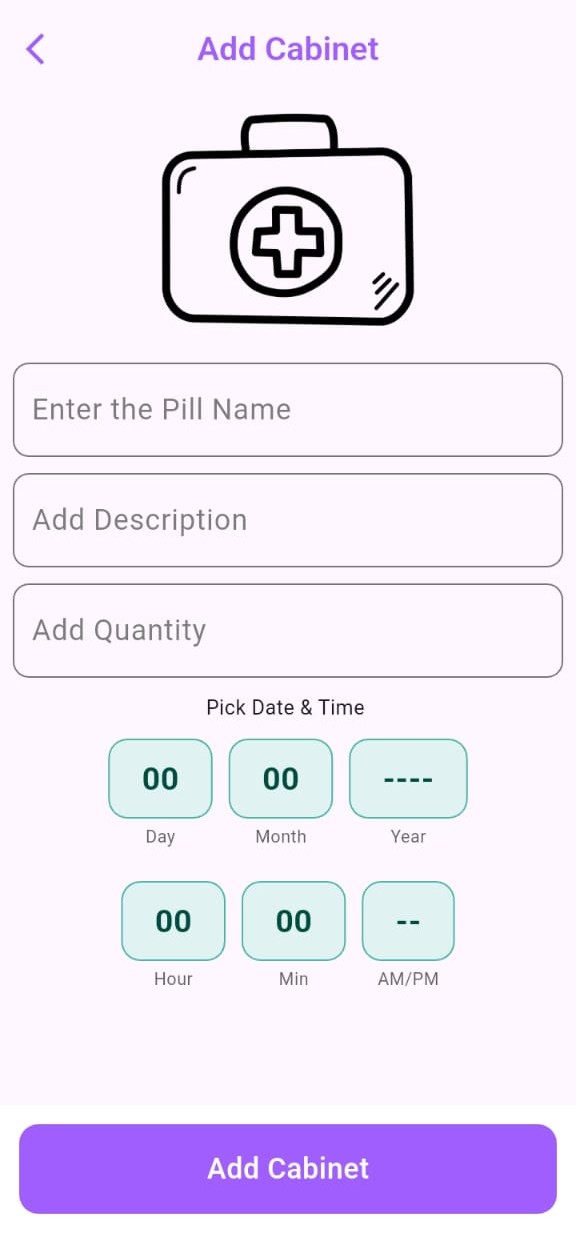 Add Cabinet
Enter the Pill Name
Add Description
Add Quantity
Pick Date & Time
00 00 ----
Day Month Year
00 00 --
Hour Min AM/PM
Add Cabinet